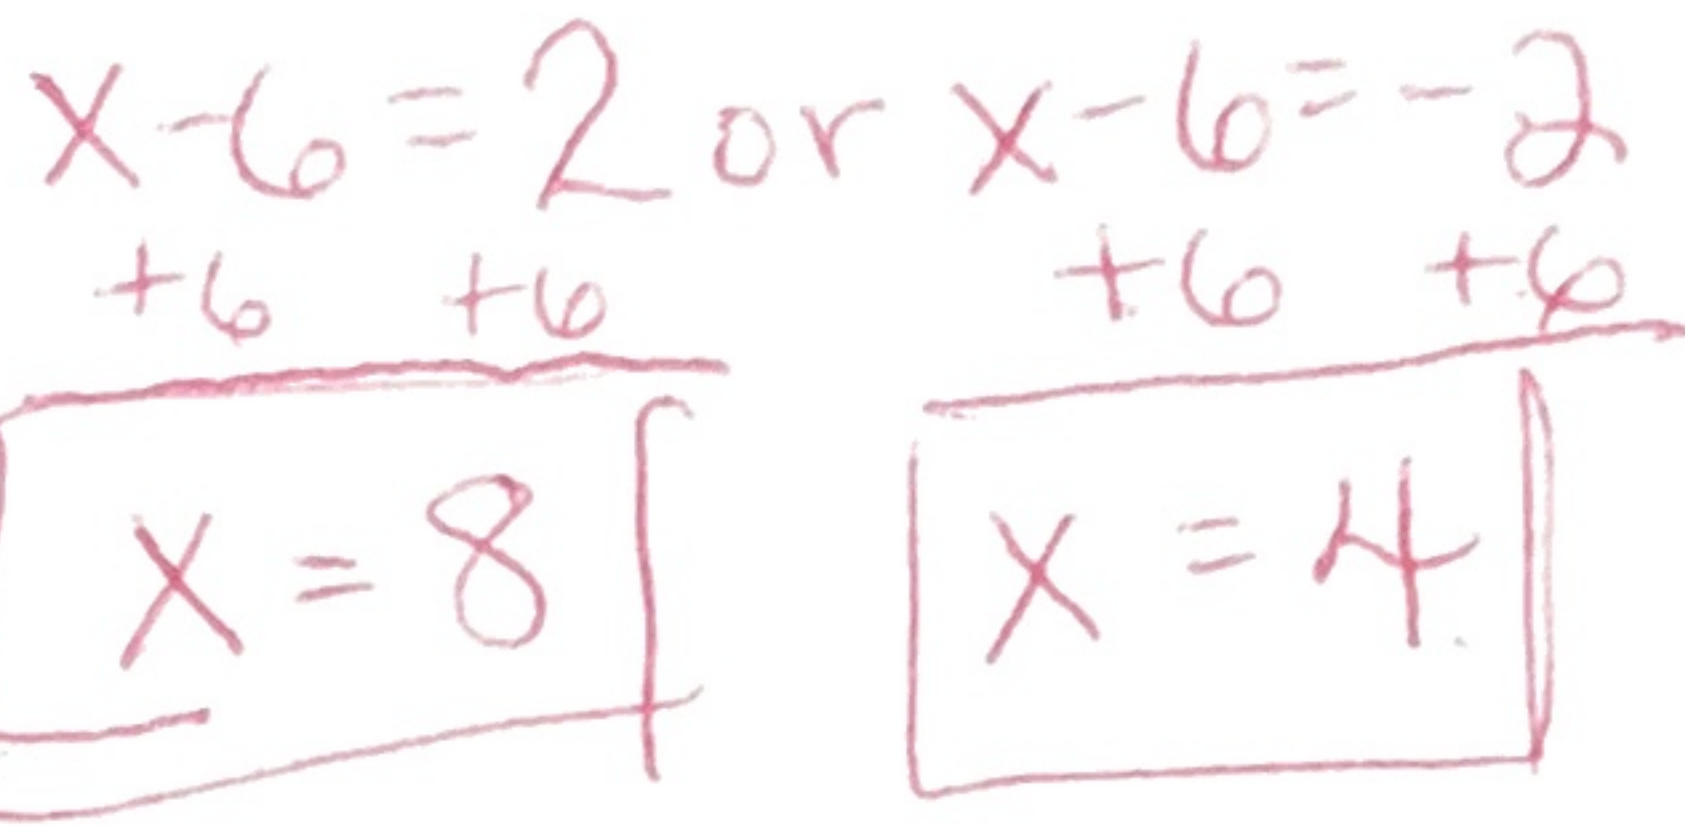 x - 6 = 2 or x - 6 = - 2
+6 +6 +6 +6
x = 8 x = 4